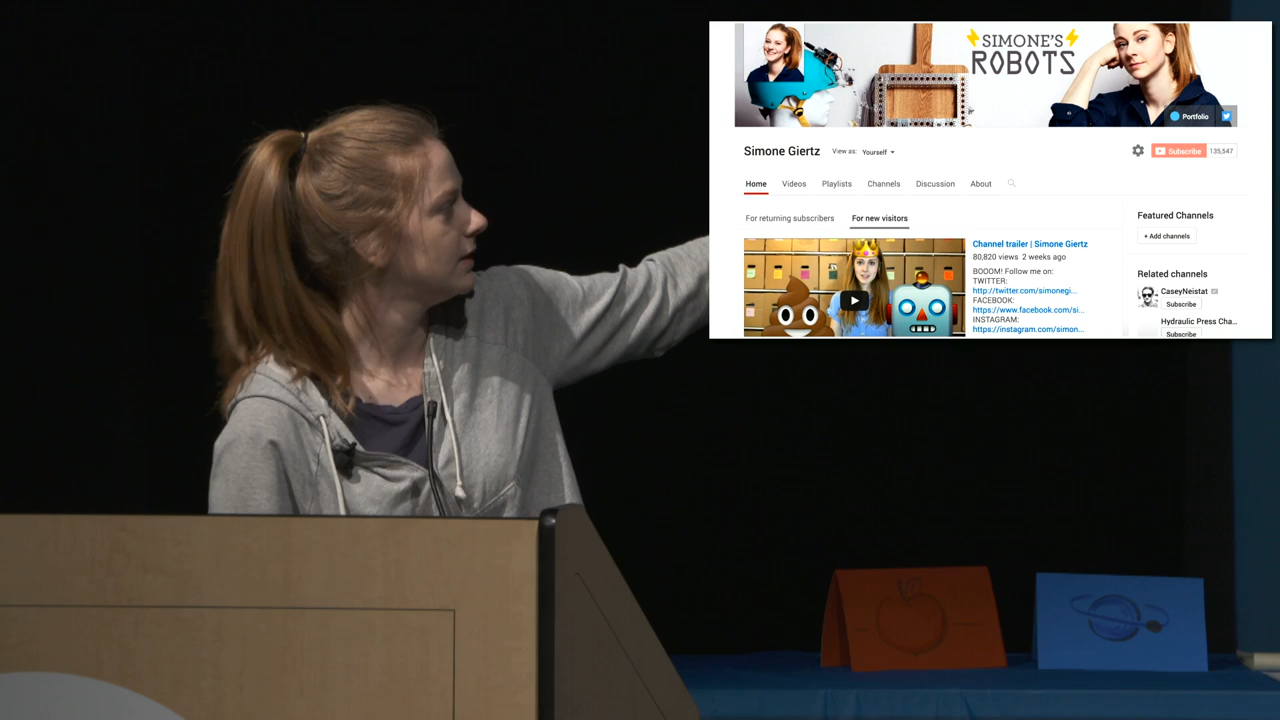 SIMONE'S
ROBOTS
Portfolio
Simone Giertz View as: Yourself
Subscribe 135,547
Home Videos Playlists Channels Discussion About
For returning subscribers For new visitors
Channel trailer | Simone Giertz
80,820 views 2 weeks ago
BOOOM! Follow me on:
TWITTER:
http://twitter.com/simonegi...
FACEBOOK:
https://www.facebook.com/si...
INSTAGRAM:
https://instagram.com/simon...
Featured Channels
+ Add channels
Related channels
CaseyNeistat
Subscribe
Hydraulic Press Cha...
Subscribe